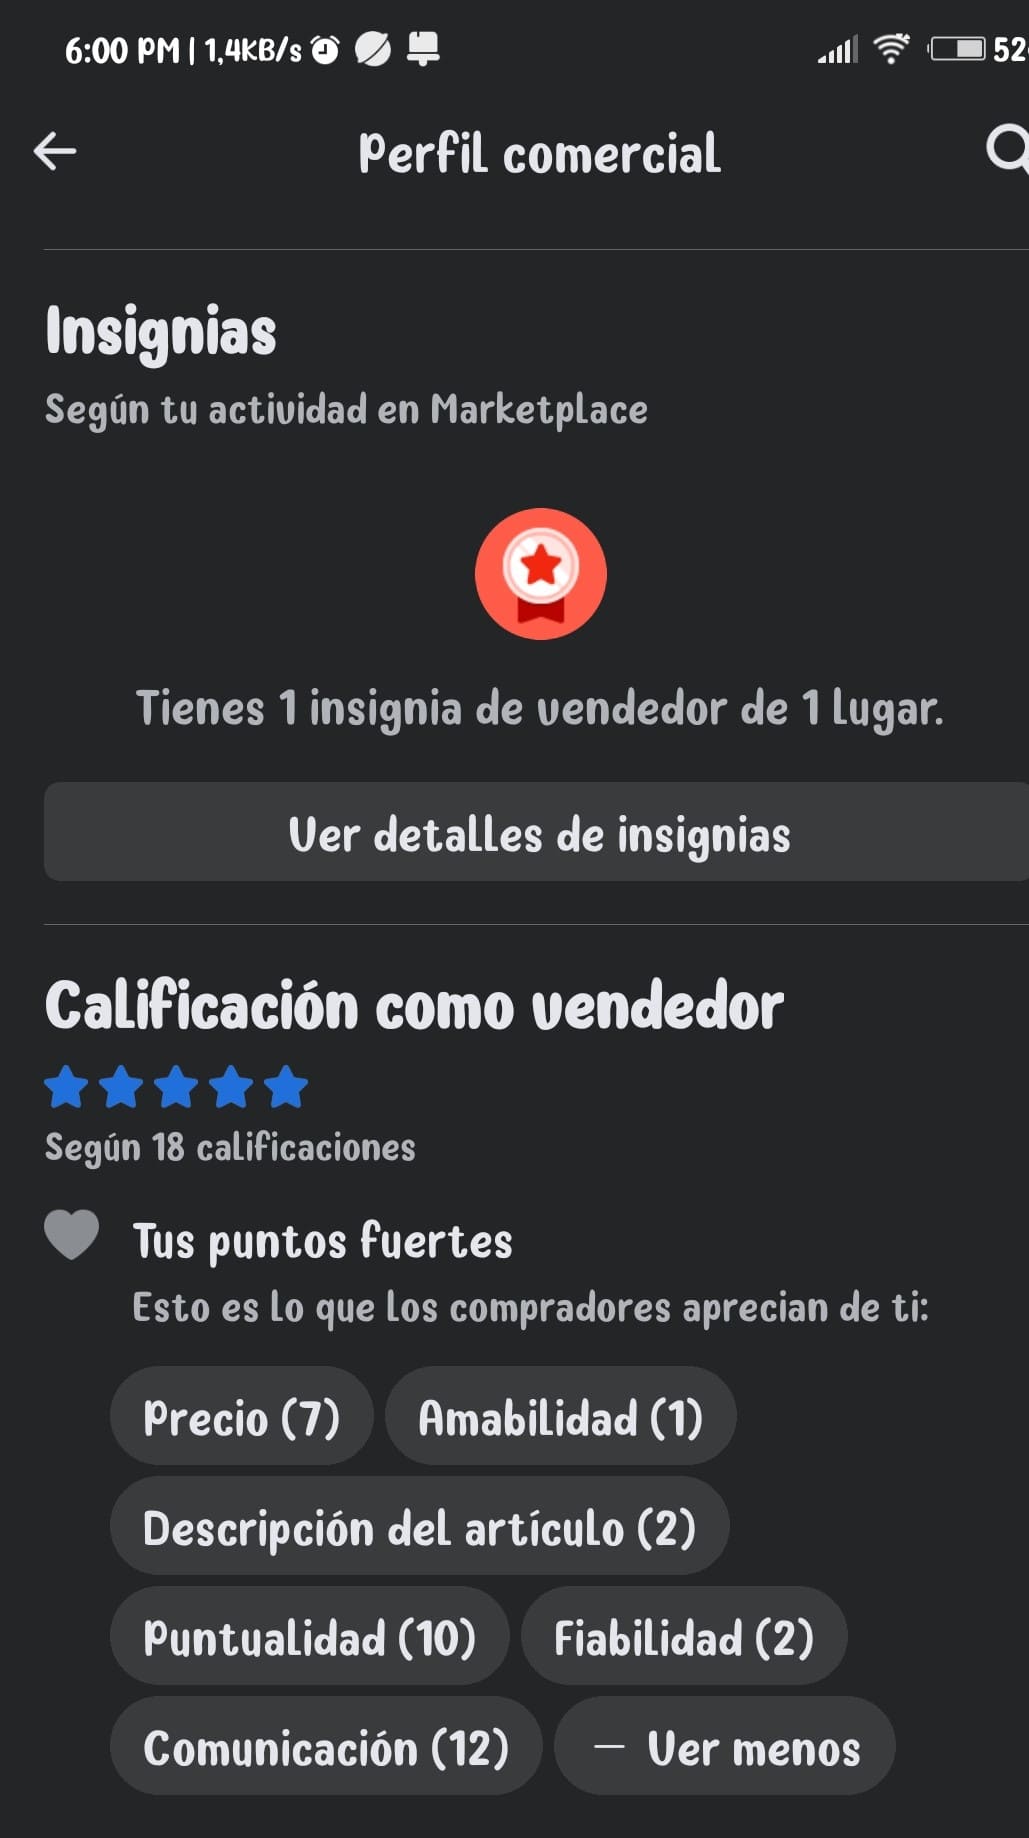 6:00 PM | 1,4KB/s
52
Perfil comercial
Insignias
Según tu actividad en Marketplace
Tienes 1 insignia de vendedor de 1 lugar.
Ver detalles de insignias
Calificación como vendedor
Según 18 calificaciones
Tus puntos fuertes
Esto es lo que los compradores aprecian de ti:
Precio (7) Amabilidad (1)
Descripción del artículo (2)
Puntualidad (10) Fiabilidad (2)
Comunicación (12) — Ver menos